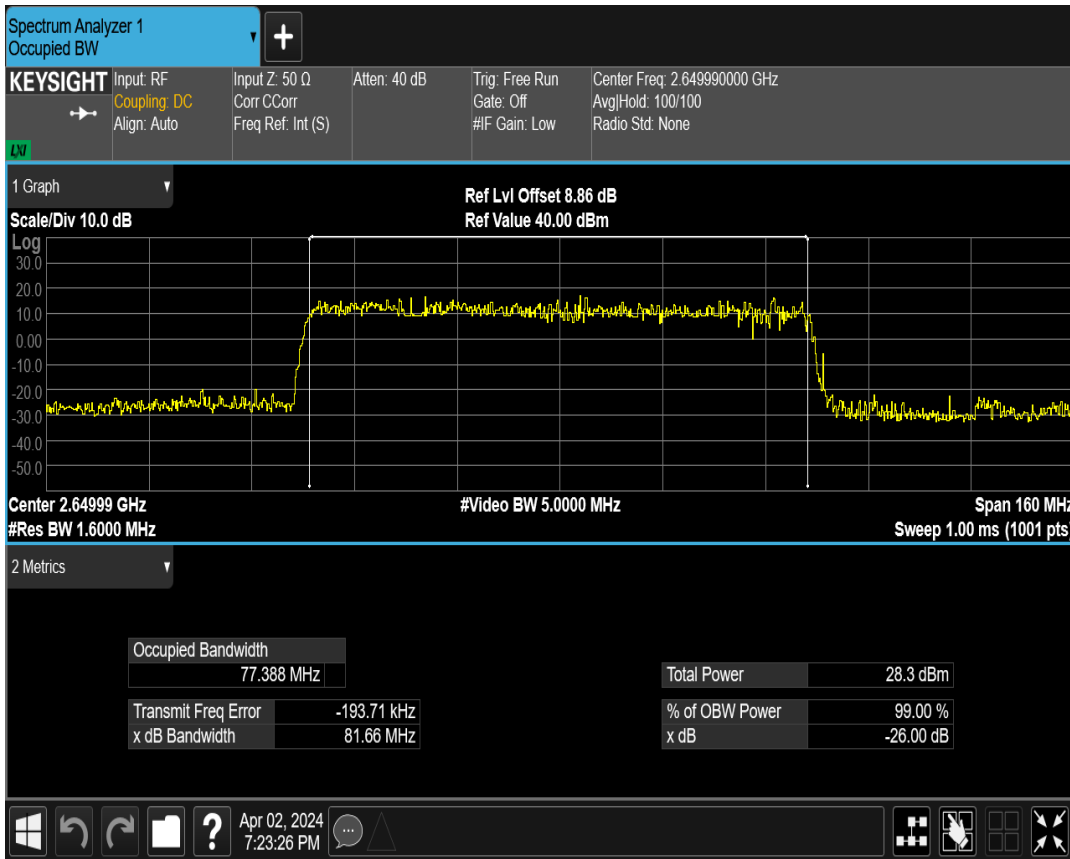 Spectrum Analyzer 1
Occupied BW
+
KEYSIGHT
LXI
Input: RF
Coupling: DC
Align: Auto
Input Z: 50 Ω
Corr CCorr
Freq Ref: Int (S)
Atten: 40 dB
Trig: Free Run
Gate: Off
#IF Gain: Low
Center Freq: 2.649990000 GHz
Avg|Hold: 100/100
Radio Std: None
1 Graph
Scale/Div 10.0 dB
Ref Lvl Offset 8.86 dB
Ref Value 40.00 dBm
Log
30.0
20.0
10.0
0.00
-10.0
-20.0
-30.0
-40.0
-50.0
Center 2.64999 GHz
#Video BW 5.0000 MHz
Span 160 MHz
#Res BW 1.6000 MHz
Sweep 1.00 ms (1001 pts)
2 Metrics
Occupied Bandwidth
77.388 MHz
Transmit Freq Error -193.71 kHz
x dB Bandwidth 81.66 MHz
Total Power 28.3 dBm
% of OBW Power 99.00 %
x dB -26.00 dB
?
Apr 02, 2024
7:23:26 PM